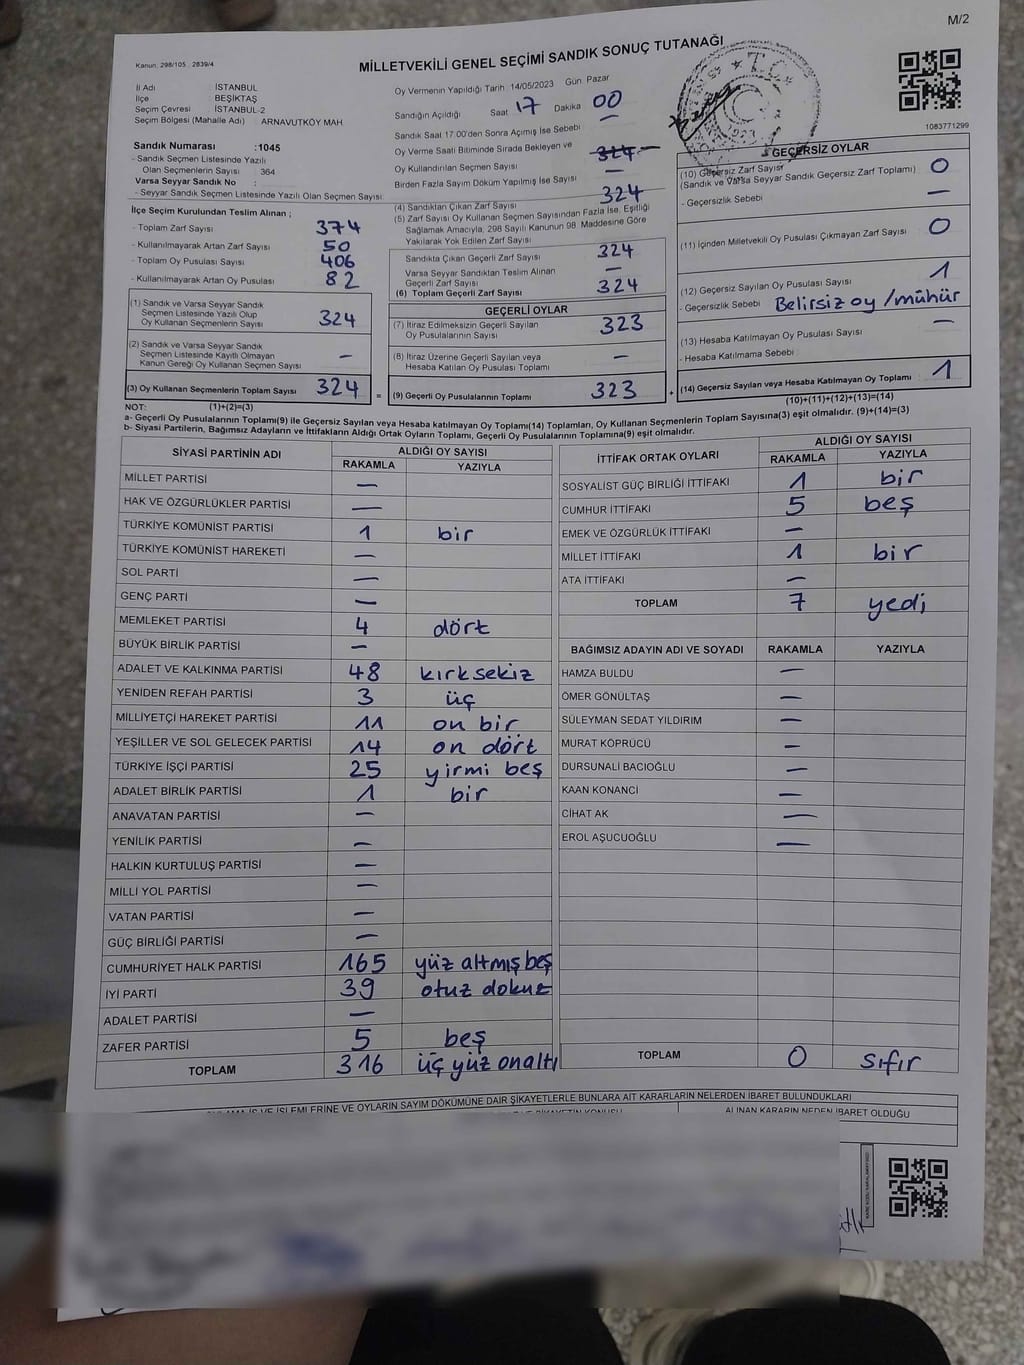 M/2
Kanun. 298/105 , 2839/4
MİLLETVEKİLİ GENEL SEÇİMİ SANDIK SONUÇ TUTANAĞI
İl Adı İSTANBUL
İlçe BEŞİKTAŞ
Seçim Çevresi İSTANBUL-2
Seçim Bölgesi (Mahalle Adı) ARNAVUTKÖY MAH
Oy Vermenin Yapıldığı Tarih 14/05/2023 Gün. Pazar
Sandığın Açıldığı Saat 17 Dakika 00
Sandık Saat 17.00'den Sonra Açılmış İse Sebebi —
Oy Verme Saati Bitiminde Sırada Bekleyen ve
Oy Kullandırılan Seçmen Sayısı 324 —
Birden Fazla Sayım Döküm Yapılmış İse Sayısı —
T.C.
1083771299
Sandık Numarası :1045
- Sandık Seçmen Listesinde Yazılı
Olan Seçmenlerin Sayısı : 364
Varsa Seyyar Sandık No :
- Seyyar Sandık Seçmen Listesinde Yazılı Olan Seçmen Sayısı
İlçe Seçim Kurulundan Teslim Alınan ;
- Toplam Zarf Sayısı 374
- Kullanılmayarak Artan Zarf Sayısı 50
- Toplam Oy Pusulası Sayısı 406
- Kullanılmayarak Artan Oy Pusulası 82
(1) Sandık ve Varsa Seyyar Sandık
Seçmen Listesinde Yazılı Olup
Oy Kullanan Seçmenlerin Sayısı 324
(2) Sandık ve Varsa Seyyar Sandık
Seçmen Listesinde Kayıtlı Olmayan
Kanun Gereği Oy Kullanan Seçmen Sayısı —
(3) Oy Kullanan Seçmenlerin Toplam Sayısı 324
(1)+(2)=(3)
(4) Sandıktan Çıkan Zarf Sayısı 324
(5) Zarf Sayısı Oy Kullanan Seçmen Sayısından Fazla İse, Eşitliği
Sağlamak Amacıyla, 298 Sayılı Kanunun 98. Maddesine Göre
Yakılarak Yok Edilen Zarf Sayısı
Sandıkta Çıkan Geçerli Zarf Sayısı 324
Varsa Seyyar Sandıktan Teslim Alınan
Geçerli Zarf Sayısı —
(6) Toplam Geçerli Zarf Sayısı 324
GEÇERLİ OYLAR
(7) İtiraz Edilmeksizin Geçerli Sayılan
Oy Pusulalarının Sayısı 323
(8) İtiraz Üzerine Geçerli Sayılan veya
Hesaba Katılan Oy Pusulası Toplamı —
= (9) Geçerli Oy Pusulalarının Toplamı 323 +
GEÇERSİZ OYLAR
(10) Geçersiz Zarf Sayısı 0
(Sandık ve Varsa Seyyar Sandık Geçersiz Zarf Toplamı)
- Geçersizlik Sebebi —
(11) İçinden Milletvekili Oy Pusulası Çıkmayan Zarf Sayısı 0
(12) Geçersiz Sayılan Oy Pusulası Sayısı 1
- Geçersizlik Sebebi Belirsiz oy / mühür
(13) Hesaba Katılmayan Oy Pusulası Sayısı —
- Hesaba Katılmama Sebebi
(14) Geçersiz Sayılan veya Hesaba Katılmayan Oy Toplamı 1
(10)+(11)+(12)+(13)=(14)
NOT:
a- Geçerli Oy Pusulalarının Toplamı(9) ile Geçersiz Sayılan veya Hesaba katılmayan Oy Toplamı(14) Toplamları, Oy Kullanan Seçmenlerin Toplam Sayısına(3) eşit olmalıdır. (9)+(14)=(3)
b- Siyasi Partilerin, Bağımsız Adayların ve İttifakların Aldığı Ortak Oyların Toplamı, Geçerli Oy Pusulalarının Toplamına(9) eşit olmalıdır.
SİYASİ PARTİNİN ADI ALDIĞI OY SAYISI
RAKAMLA YAZIYLA
MİLLET PARTİSİ —
HAK VE ÖZGÜRLÜKLER PARTİSİ —
TÜRKİYE KOMÜNİST PARTİSİ 1 bir
TÜRKİYE KOMÜNİST HAREKETİ —
SOL PARTİ —
GENÇ PARTİ —
MEMLEKET PARTİSİ 4 dört
BÜYÜK BİRLİK PARTİSİ —
ADALET VE KALKINMA PARTİSİ 48 kırksekiz
YENİDEN REFAH PARTİSİ 3 üç
MİLLİYETÇİ HAREKET PARTİSİ 11 on bir
YEŞİLLER VE SOL GELECEK PARTİSİ 14 on dört
TÜRKİYE İŞÇİ PARTİSİ 25 yirmi beş
ADALET BİRLİK PARTİSİ 1 bir
ANAVATAN PARTİSİ —
YENİLİK PARTİSİ —
HALKIN KURTULUŞ PARTİSİ —
MİLLİ YOL PARTİSİ —
VATAN PARTİSİ —
GÜÇ BİRLİĞİ PARTİSİ —
CUMHURİYET HALK PARTİSİ 165 yüz altmış beş
İYİ PARTİ 39 otuz dokuz
ADALET PARTİSİ —
ZAFER PARTİSİ 5 beş
TOPLAM 316 üç yüz onaltı
İTTİFAK ORTAK OYLARI ALDIĞI OY SAYISI
RAKAMLA YAZIYLA
SOSYALİST GÜÇ BİRLİĞİ İTTİFAKI 1 bir
CUMHUR İTTİFAKI 5 beş
EMEK VE ÖZGÜRLÜK İTTİFAKI —
MİLLET İTTİFAKI 1 bir
ATA İTTİFAKI —
TOPLAM 7 yedi
BAĞIMSIZ ADAYIN ADI VE SOYADI RAKAMLA YAZIYLA
HAMZA BULDU —
ÖMER GÖNÜLTAŞ —
SÜLEYMAN SEDAT YILDIRIM —
MURAT KÖPRÜCÜ —
DURSUNALİ BACIOĞLU —
KAAN KONANCİ —
CİHAT AK —
EROL AŞUCUOĞLU —
TOPLAM 0 sıfır
İŞLEMLERİNE VE OYLARIN SAYIM DÖKÜMÜNE DAİR ŞİKAYETLERLE BUNLARA AİT KARARLARIN NELERDEN İBARET BULUNDUKLARI
ALINAN KARARIN NEDEN İBARET OLDUĞU